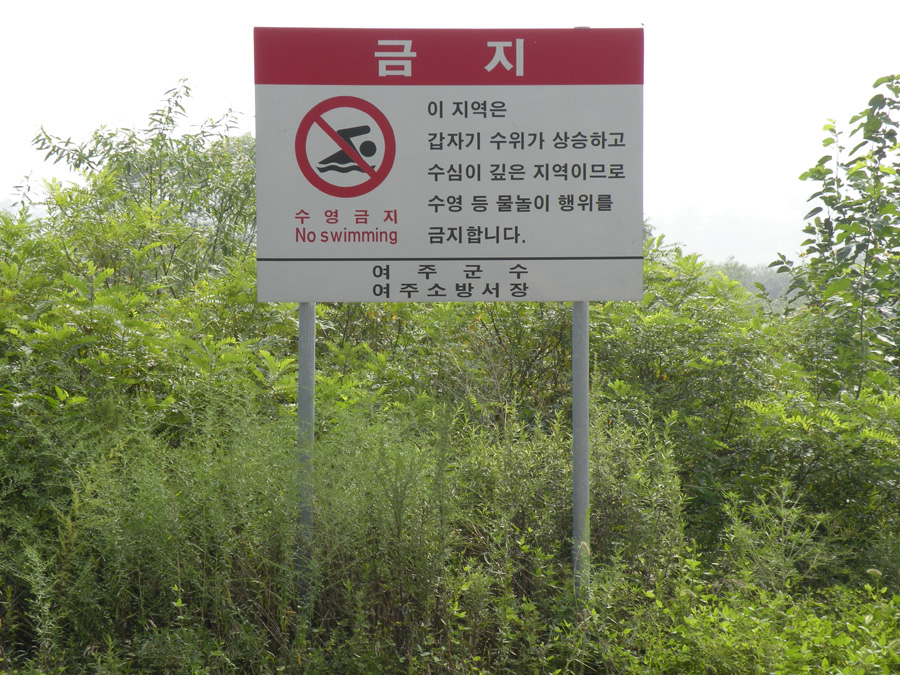 금 지
이 지역은
갑자기 수위가 상승하고
수심이 깊은 지역이므로
수영 등 물놀이 행위를
금지합니다.
수영금지
No swimming
여 주 군 수
여주소방서장